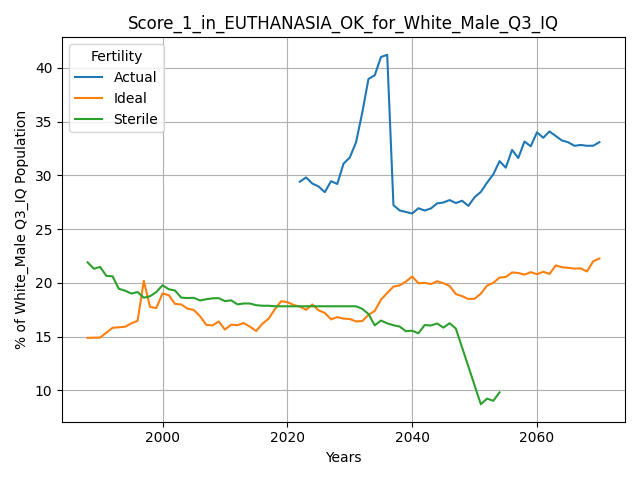 Score_1_in_EUTHANASIA_OK_for_White_Male_Q3_IQ
Fertility
Actual
Ideal
Sterile
% of White_Male Q3_IQ Population
40
35
30
25
20
15
10
2000
2020
2040
2060
Years